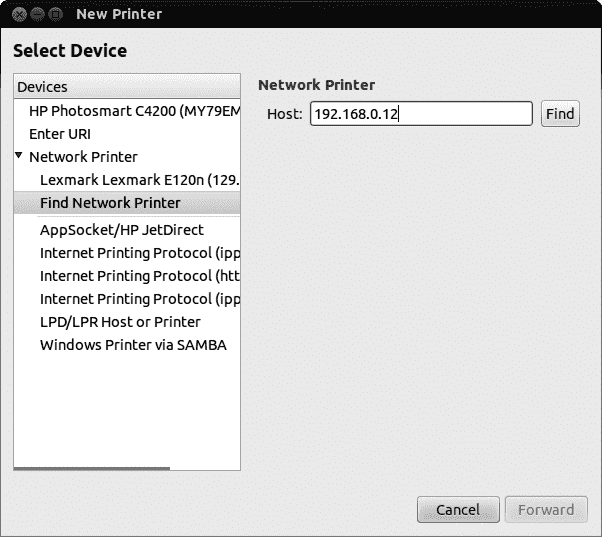 New Printer
Select Device
Devices
HP Photosmart C4200 (MY79EM
Enter URI
Network Printer
Lexmark Lexmark E120n (129.
Find Network Printer
AppSocket/HP JetDirect
Internet Printing Protocol (ipp
Internet Printing Protocol (htt
Internet Printing Protocol (ipp
LPD/LPR Host or Printer
Windows Printer via SAMBA
Network Printer
Host: 192.168.0.12 Find
Cancel Forward